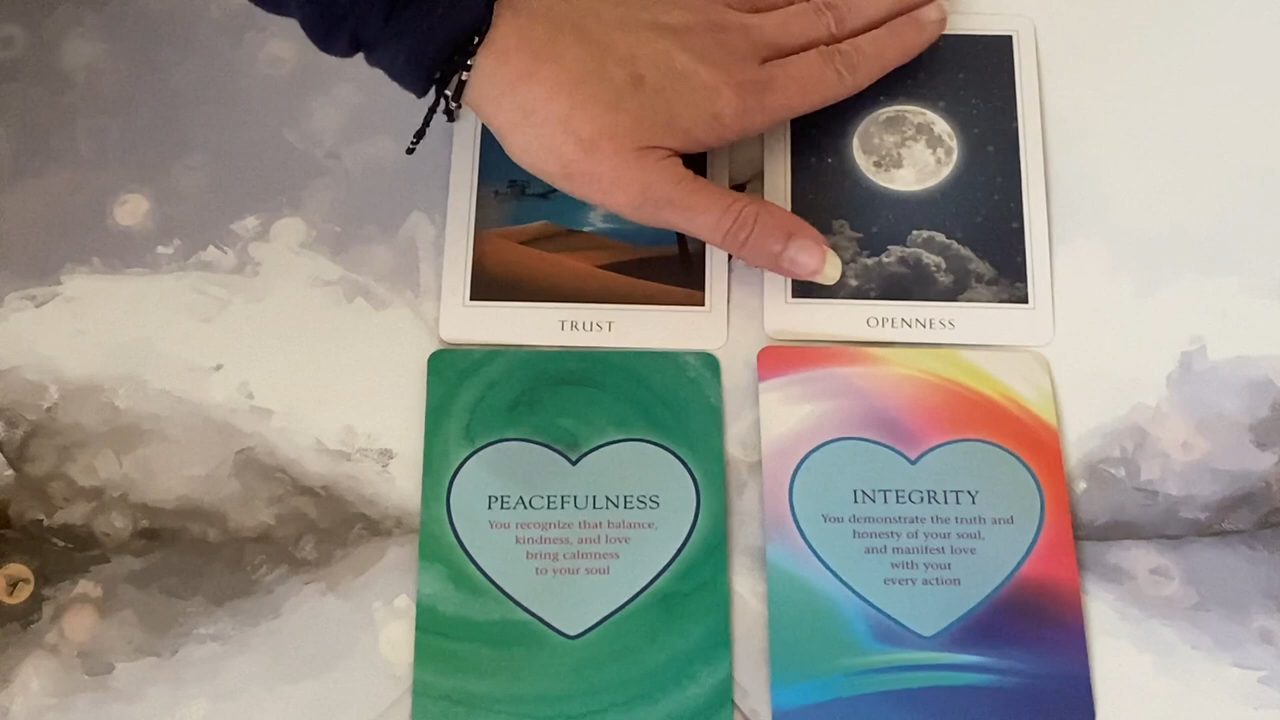 TRUST
OPENNESS
PEACEFULNESS
You recognize that balance,
kindness, and love
bring calmness
to your soul
INTEGRITY
You demonstrate the truth and
honesty of your soul,
and manifest love
with your
every action